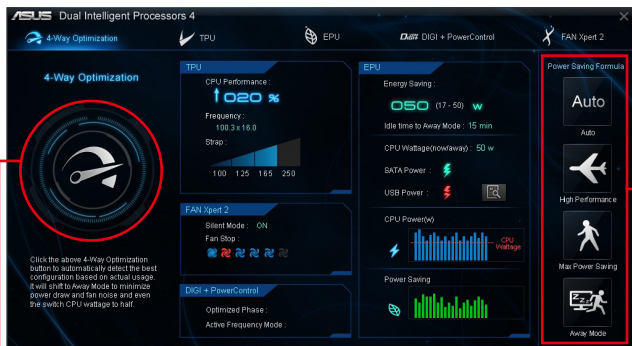 ASUS Dual Intelligent Processors 4
4-Way Optimization
TPU
EPU
DIGI+ DIGI + PowerControl
FAN Xpert 2
4-Way Optimization
Click the above 4-Way Optimization
button to automatically detect the best
configuration based on actual usage.
It will shift to Away Mode to minimize
power draw and fan noise and even
the switch CPU wattage to half.
TPU
CPU Performance :
020 %
Frequency :
100.3 x 16.0
Strap :
100 125 165 250
FAN Xpert 2
Silent Mode : ON
Fan Stop :
DIGI + PowerControl
Optimized Phase :
Active Frequency Mode :
EPU
Energy Saving :
050 (17 - 50) w
Idle time to Away Mode : 15 min
CPU Wattage(now/away) : 50 w
SATA Power :
USB Power :
CPU Power(w)
CPU
Wattage
Power Saving
Power Saving Formula
Auto
Auto
High Performance
Max Power Saving
Zzz
Away Mode